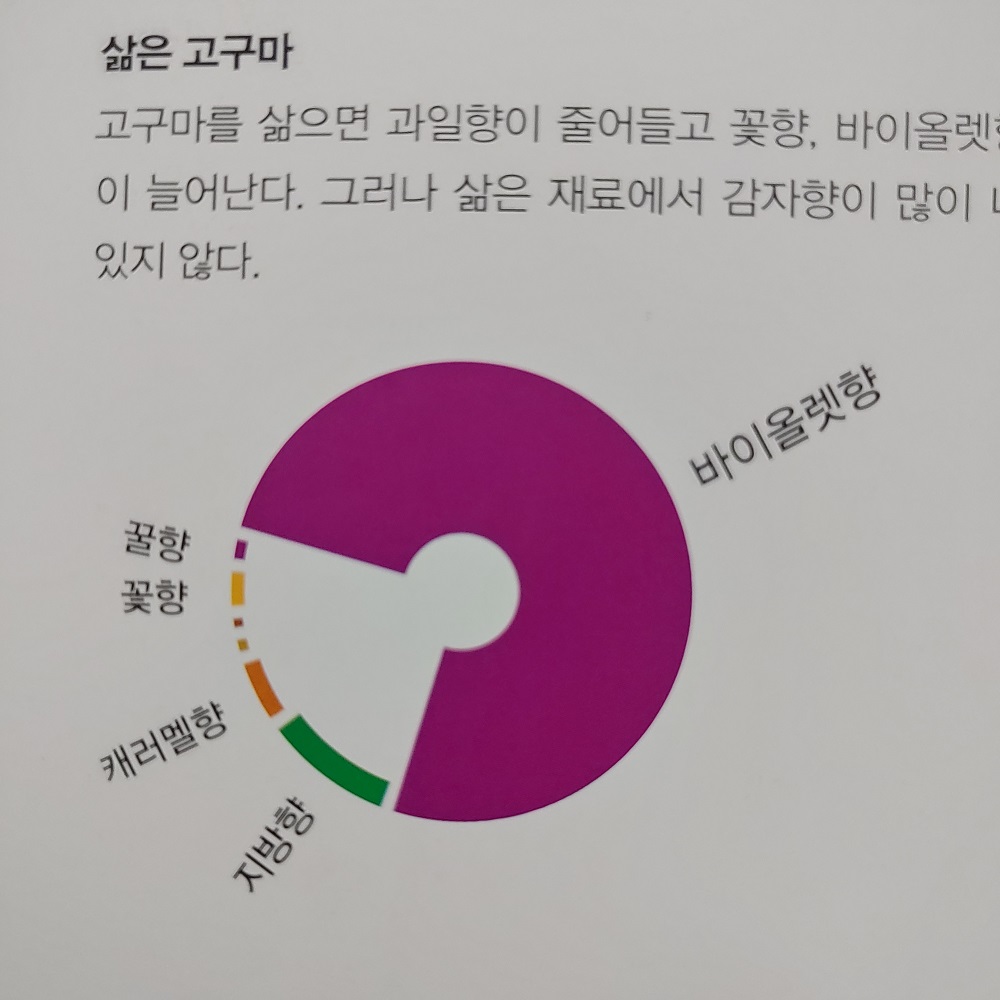 삶은 고구마
고구마를 삶으면 과일향이 줄어들고 꽃향, 바이올렛
이 늘어난다. 그러나 삶은 재료에서 감자향이 많이
있지 않다.
바이올렛향
꿀향
꽃향
캐러멜향
지방향